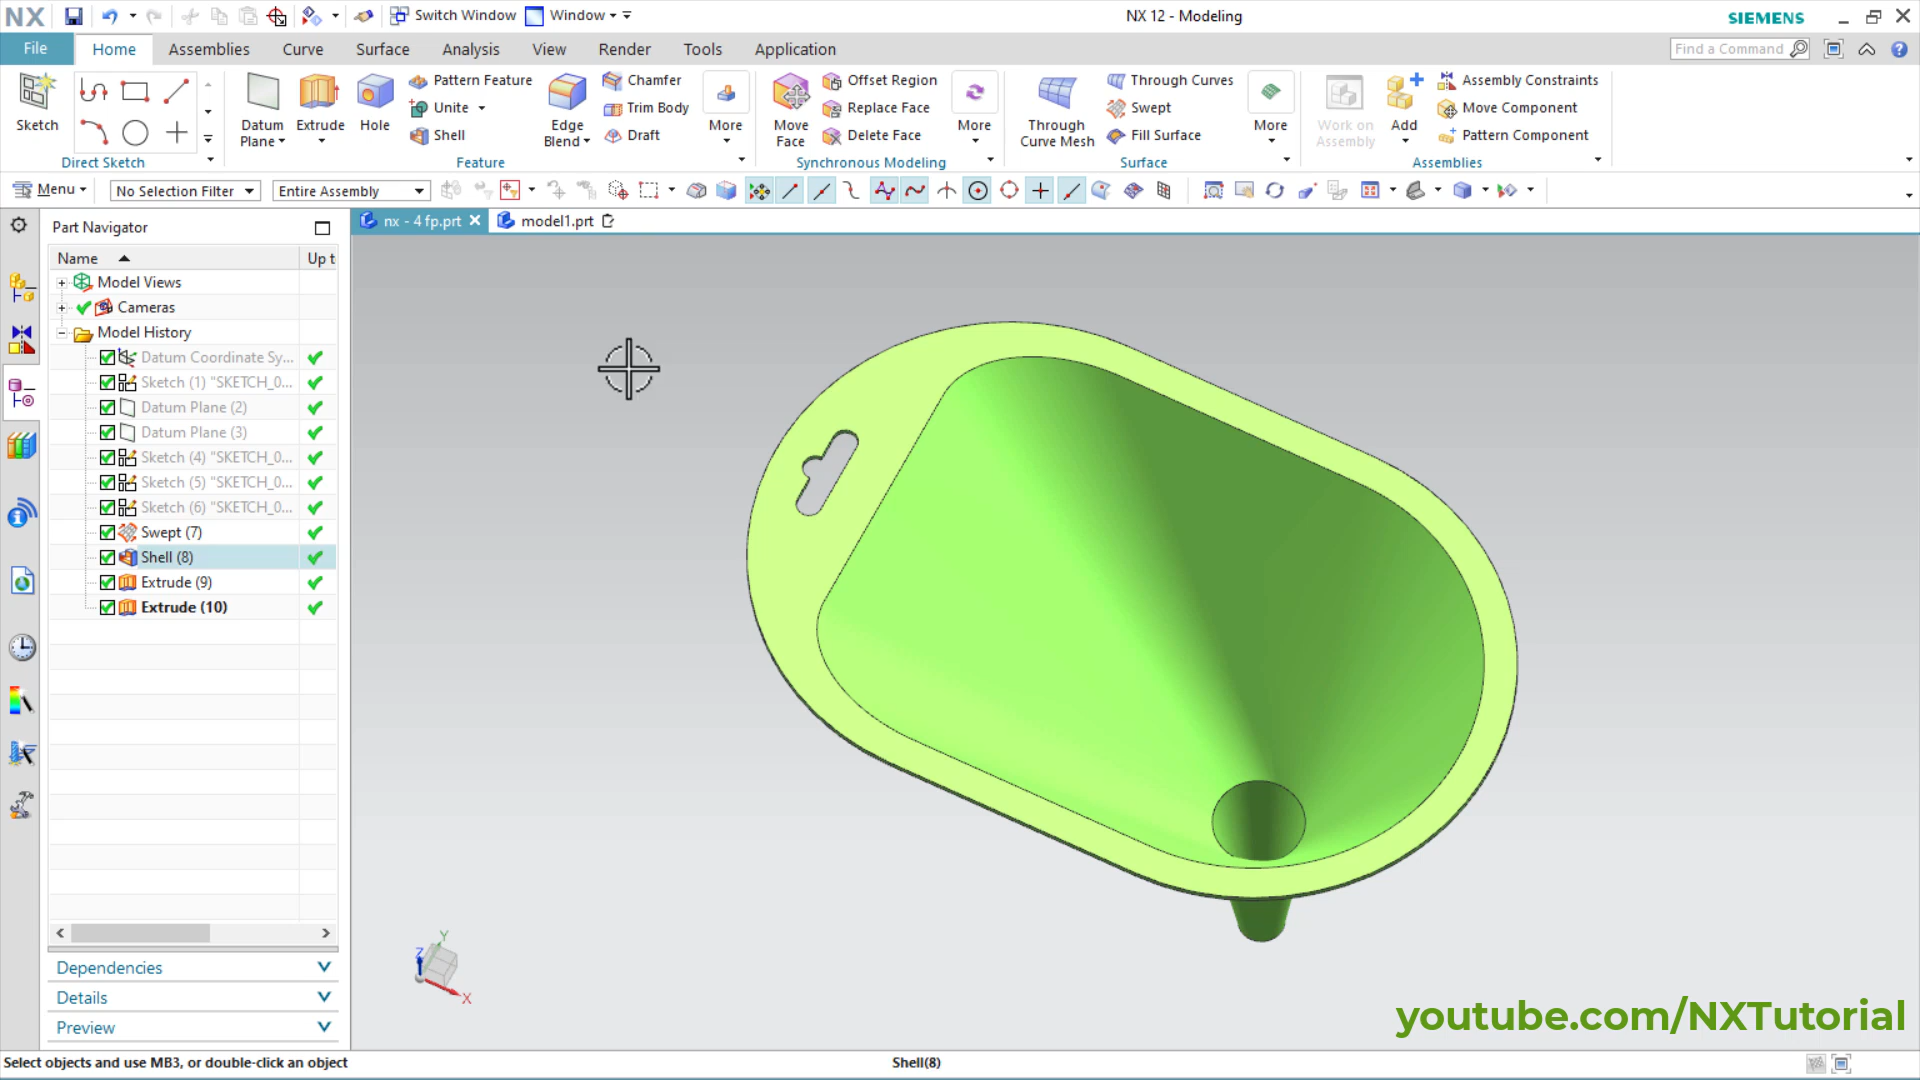 NX Switch Window Window NX 12 - Modeling SIEMENS
File Home Assemblies Curve Surface Analysis View Render Tools Application Find a Command
Sketch
Direct Sketch
Datum Plane
Extrude
Hole
Pattern Feature
Unite
Shell
Edge Blend
Chamfer
Trim Body
Draft
More
Feature
Move Face
Offset Region
Replace Face
Delete Face
More
Synchronous Modeling
Through Curve Mesh
Through Curves
Swept
Fill Surface
More
Surface
Work on Assembly
Add
Assembly Constraints
Move Component
Pattern Component
Assemblies
Menu No Selection Filter Entire Assembly
Part Navigator
nx - 4 fp.prt model1.prt
Name Up t
Model Views
Cameras
Model History
Datum Coordinate Sy...
Sketch (1) "SKETCH_0...
Datum Plane (2)
Datum Plane (3)
Sketch (4) "SKETCH_0...
Sketch (5) "SKETCH_0...
Sketch (6) "SKETCH_0...
Swept (7)
Shell (8)
Extrude (9)
Extrude (10)
Dependencies
Details
Preview
Y
Z
X
youtube.com/NXTutorial
Select objects and use MB3, or double-click an object Shell(8)